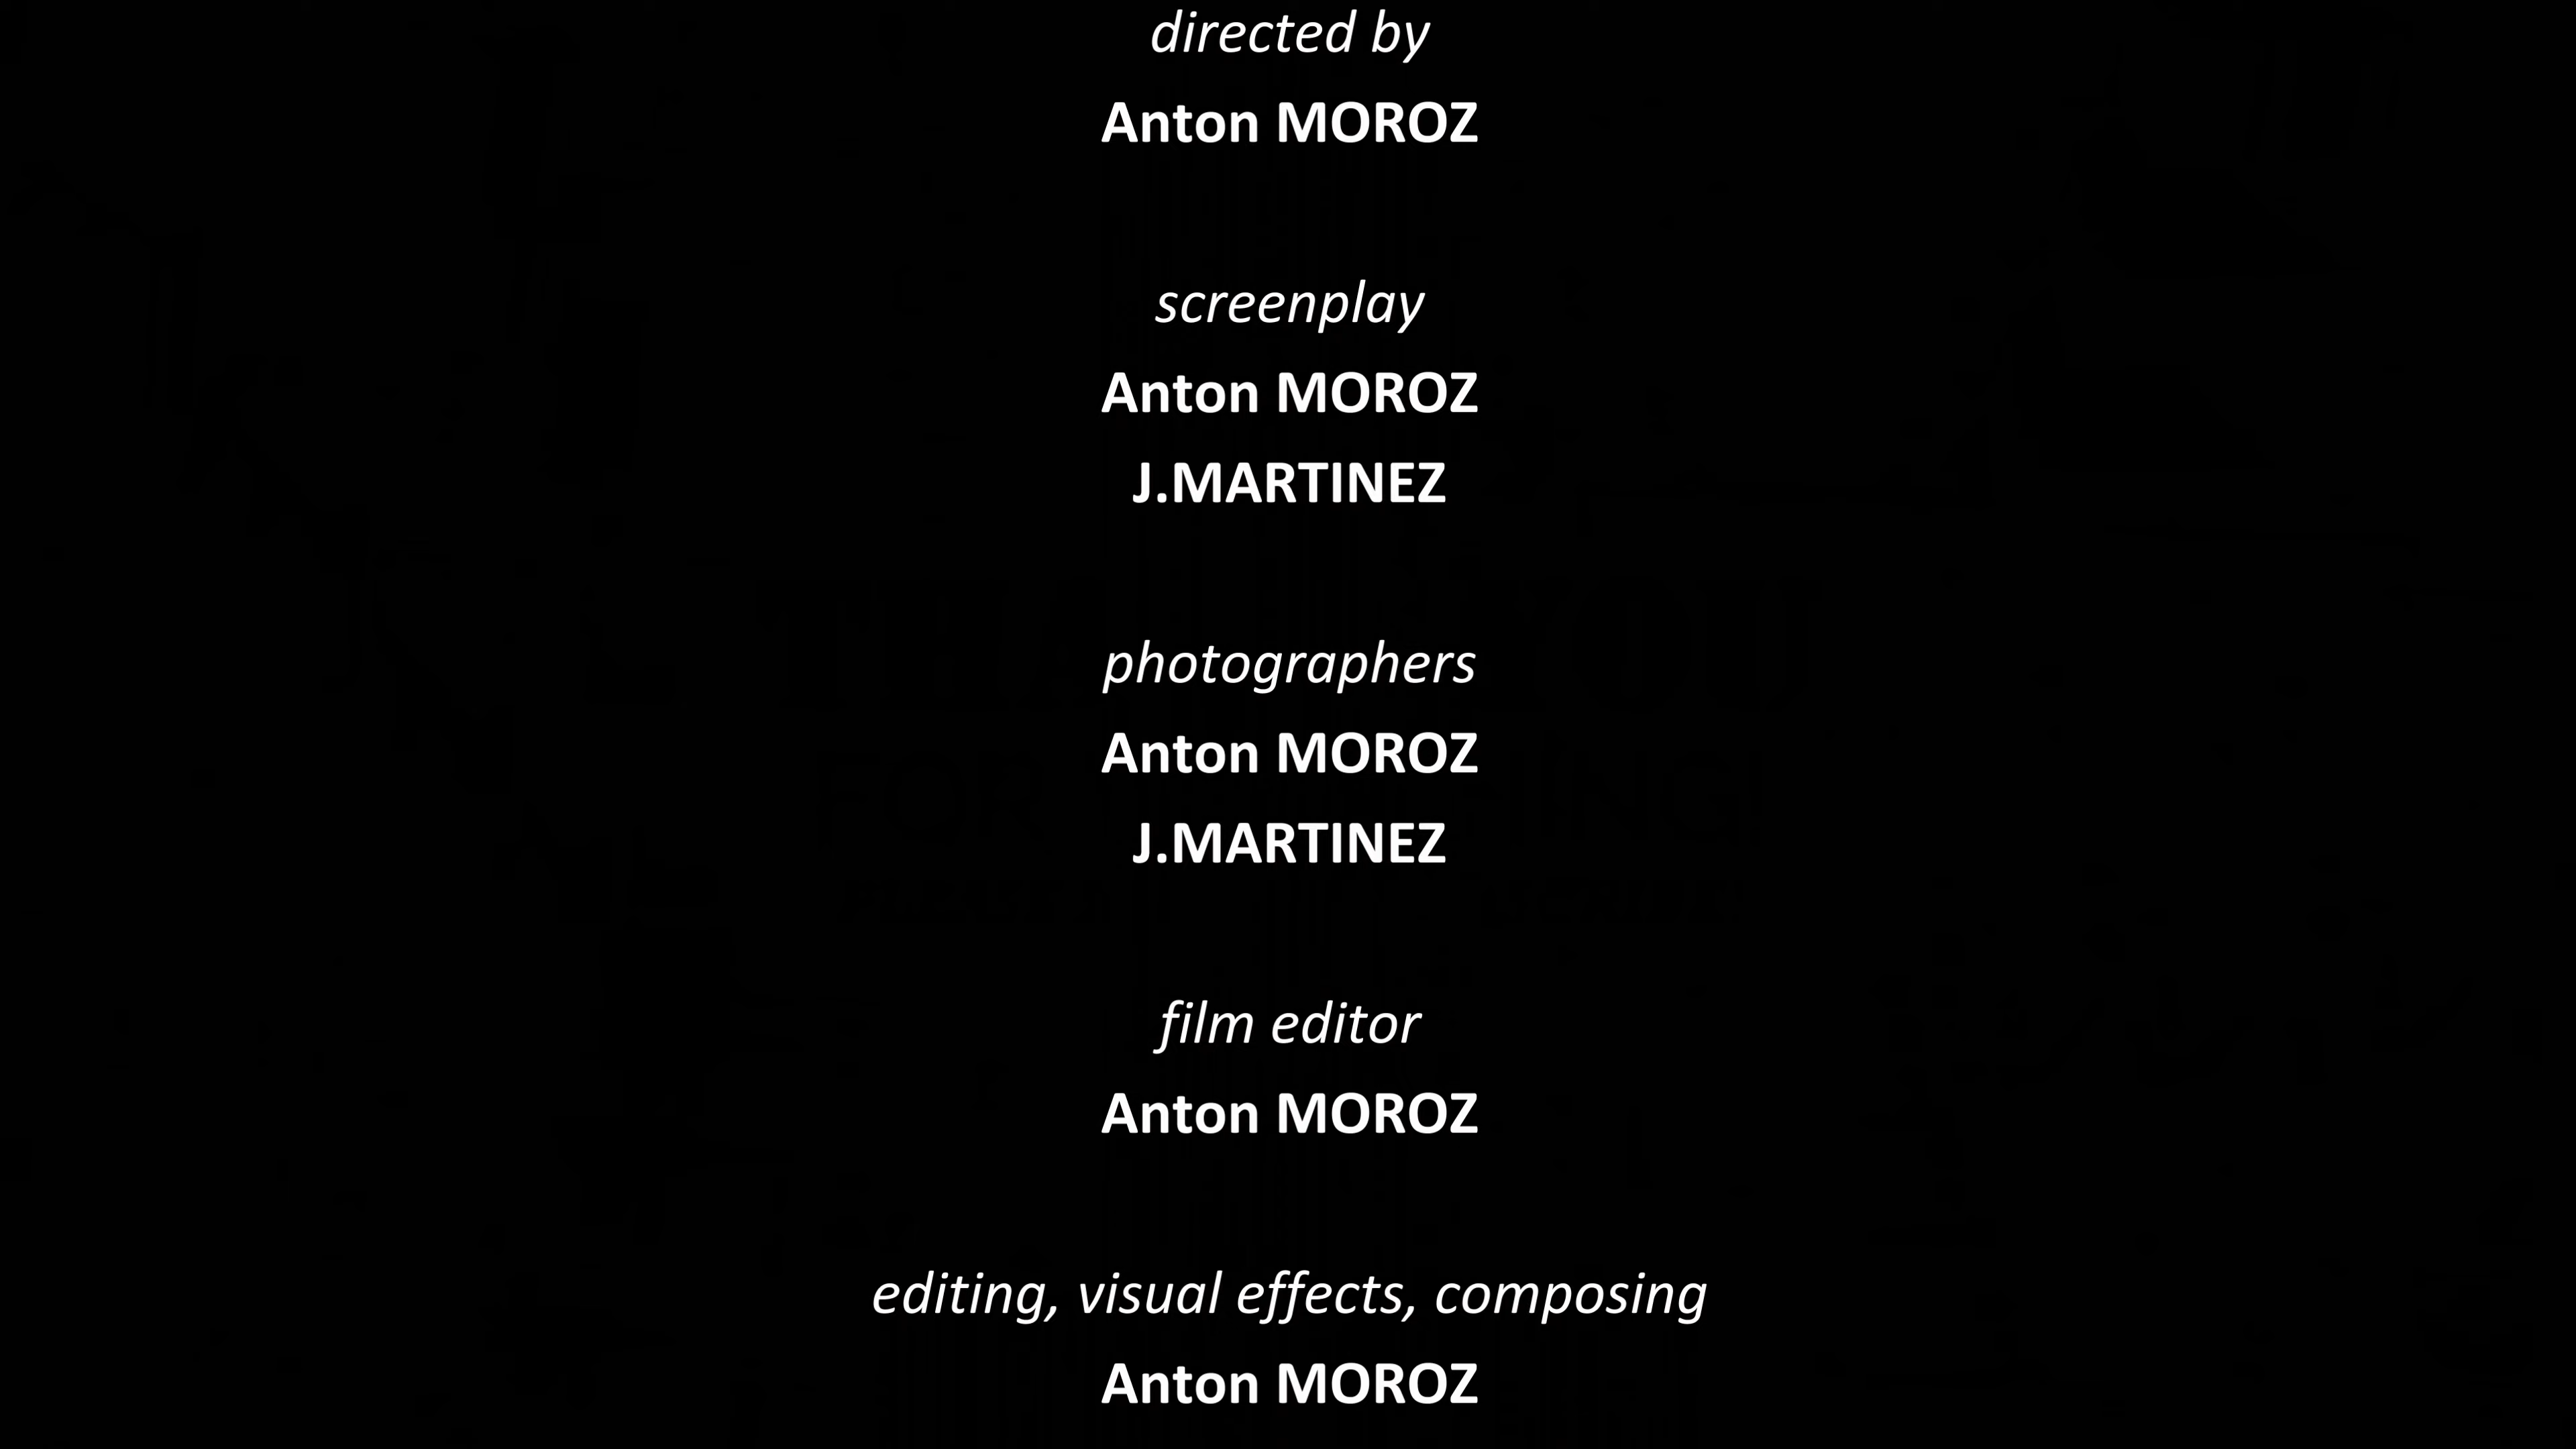 directed by
Anton MOROZ
screenplay
Anton MOROZ
J.MARTINEZ
photographers
Anton MOROZ
J.MARTINEZ
film editor
Anton MOROZ
editing, visual effects, composing
Anton MOROZ